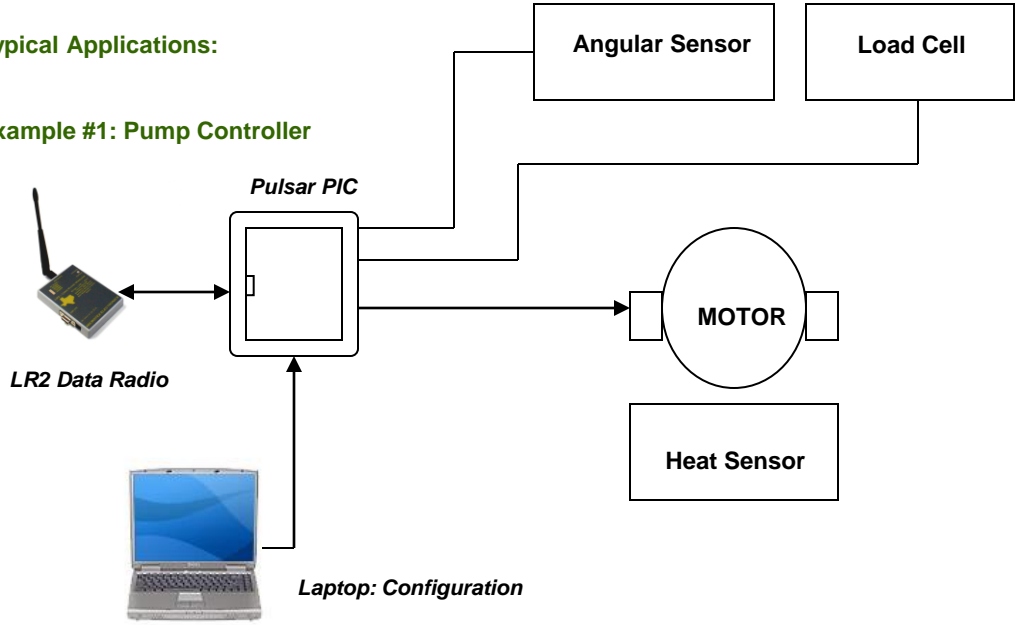 ypical Applications:
Angular Sensor
Load Cell
xample #1: Pump Controller
Pulsar PIC
MOTOR
LR2 Data Radio
Heat Sensor
Laptop: Configuration